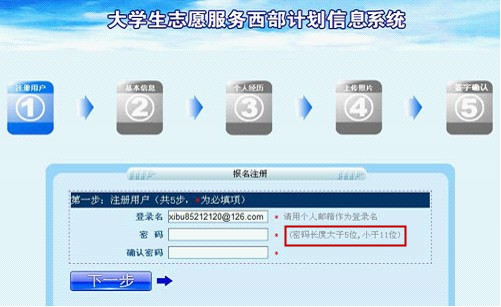 大学生志愿服务西部计划信息系统
注册用户 基本信息 个人经历 上传照片 签字确认
1 2 3 4 5
报名注册
第一步：注册用户（共5步，*为必填项）
登录名 xibu85212120@126.com * 请用个人邮箱作为登录名
密 码 * (密码长度大于5位,小于11位)
确认密码 *
下一步